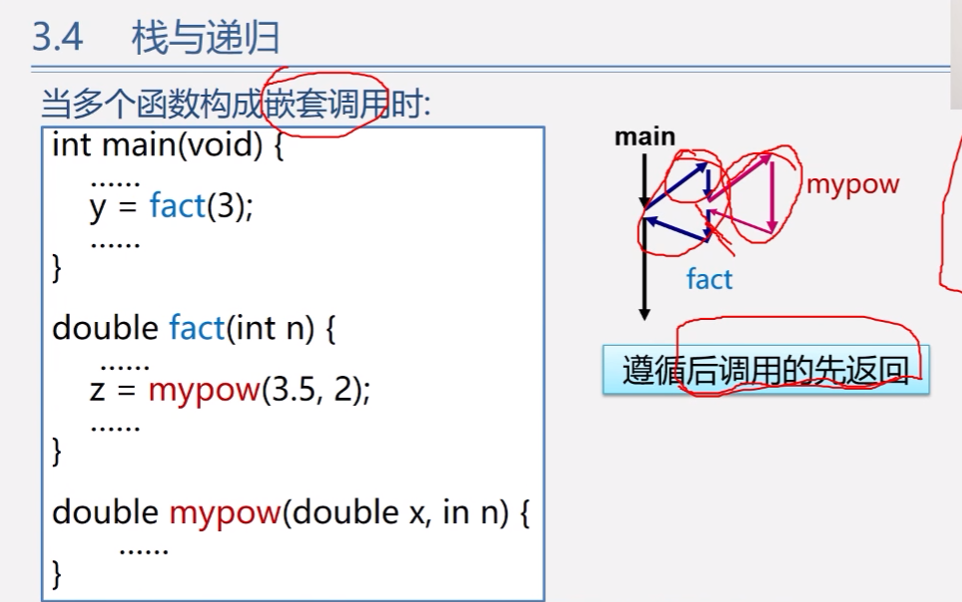 3.4 栈与递归
当多个函数构成嵌套调用时:
int main(void) {
......
y = fact(3);
......
}
double fact(int n) {
......
z = mypow(3.5, 2);
......
}
double mypow(double x, in n) {
......
}
main
mypow
fact
遵循后调用的先返回